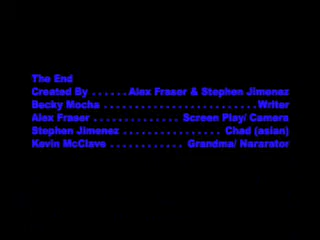 The End
Created By . . . . . . Alex Fraser & Stephen Jimenez
Becky Mocha . . . . . . . . . . . . . . . . . . . . . . . . Writer
Alex Fraser . . . . . . . . . . . . . . Screen Play/ Camera
Stephen Jimenez . . . . . . . . . . . . . . . . Chad (asian)
Kevin McClave . . . . . . . . . . . . Grandma/ Nararator